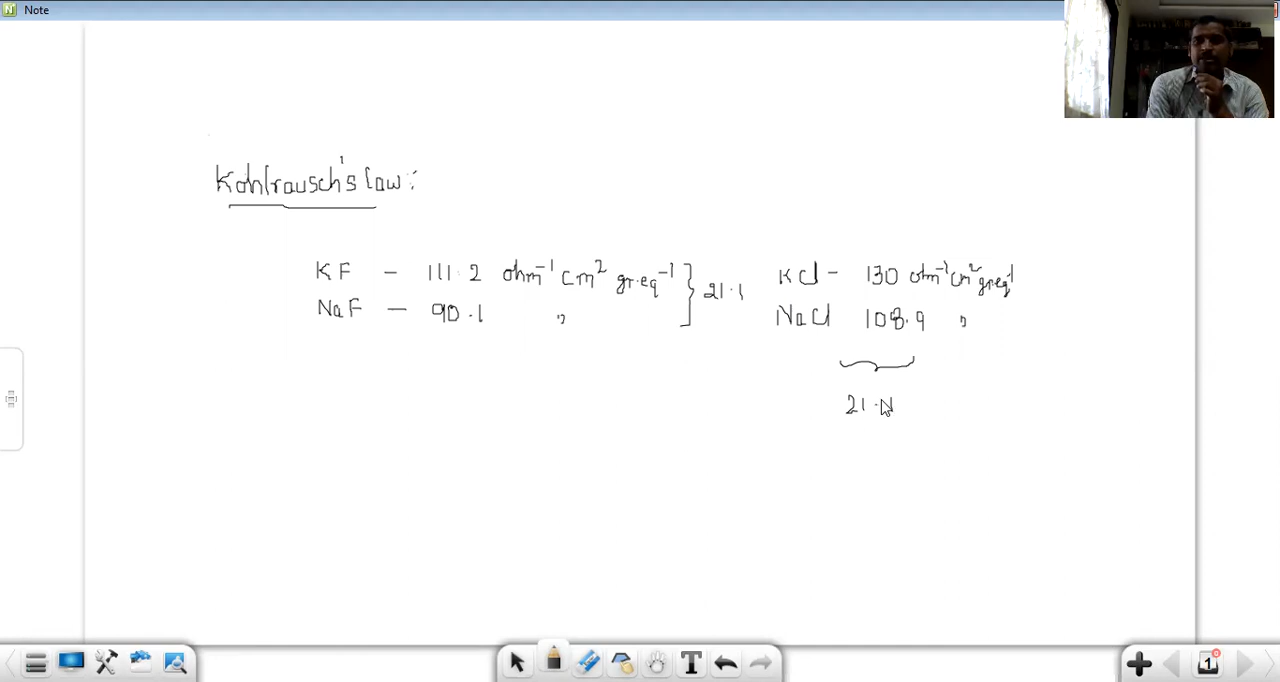 Note
Kohlrausch's law :
KF - 111.2 ohm⁻¹ cm² gr.eq⁻¹ } 21.1
NaF - 90.1 "
KCl - 130 ohm⁻¹ cm² gr eq⁻¹
NaCl 108.9 "
21.1
1